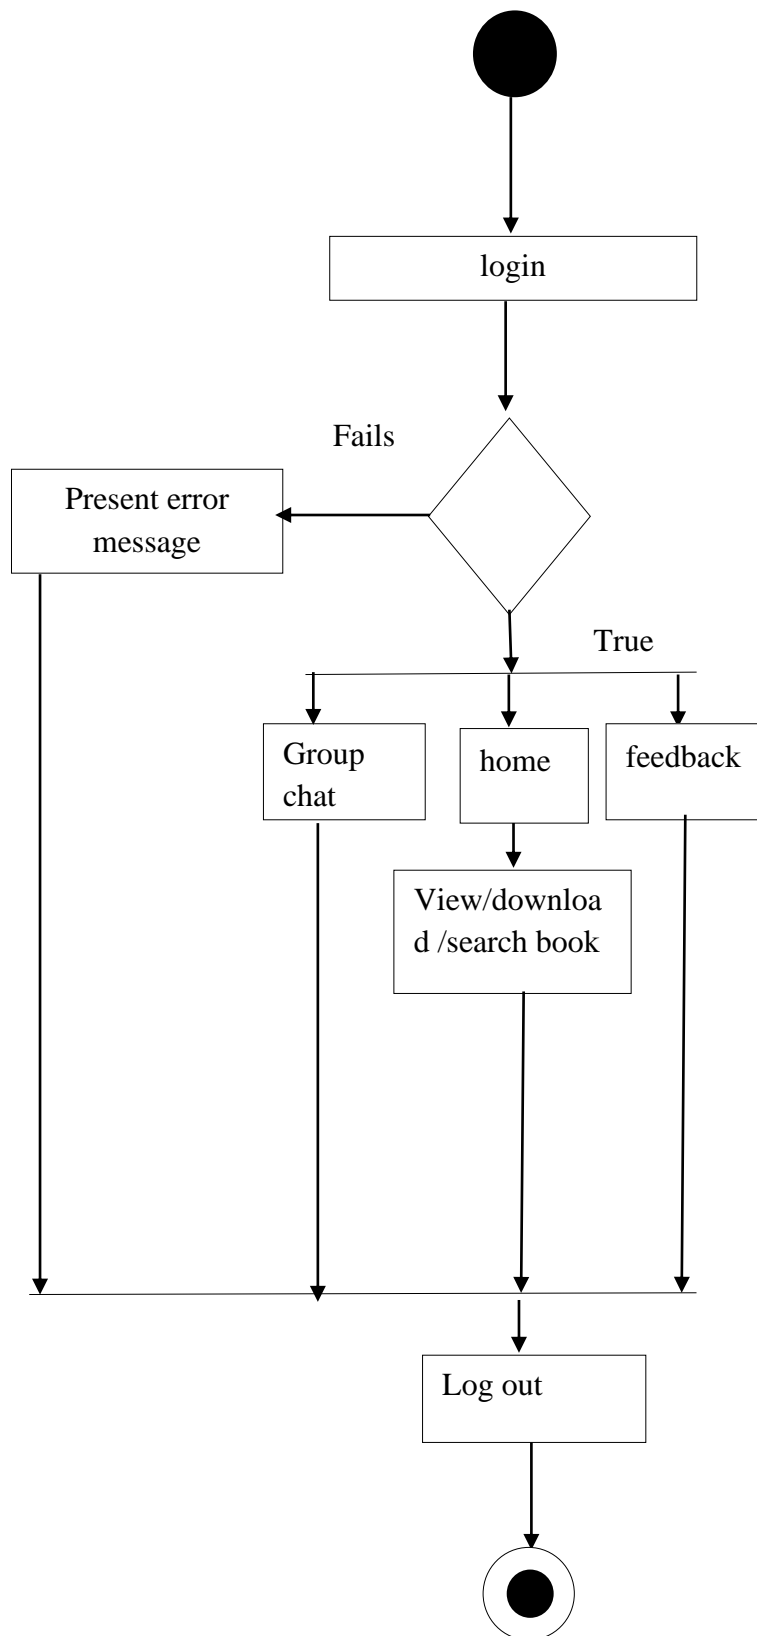 login
Fails
Present error
message
True
Group
chat
home
feedback
View/downloa
d /search book
Log out